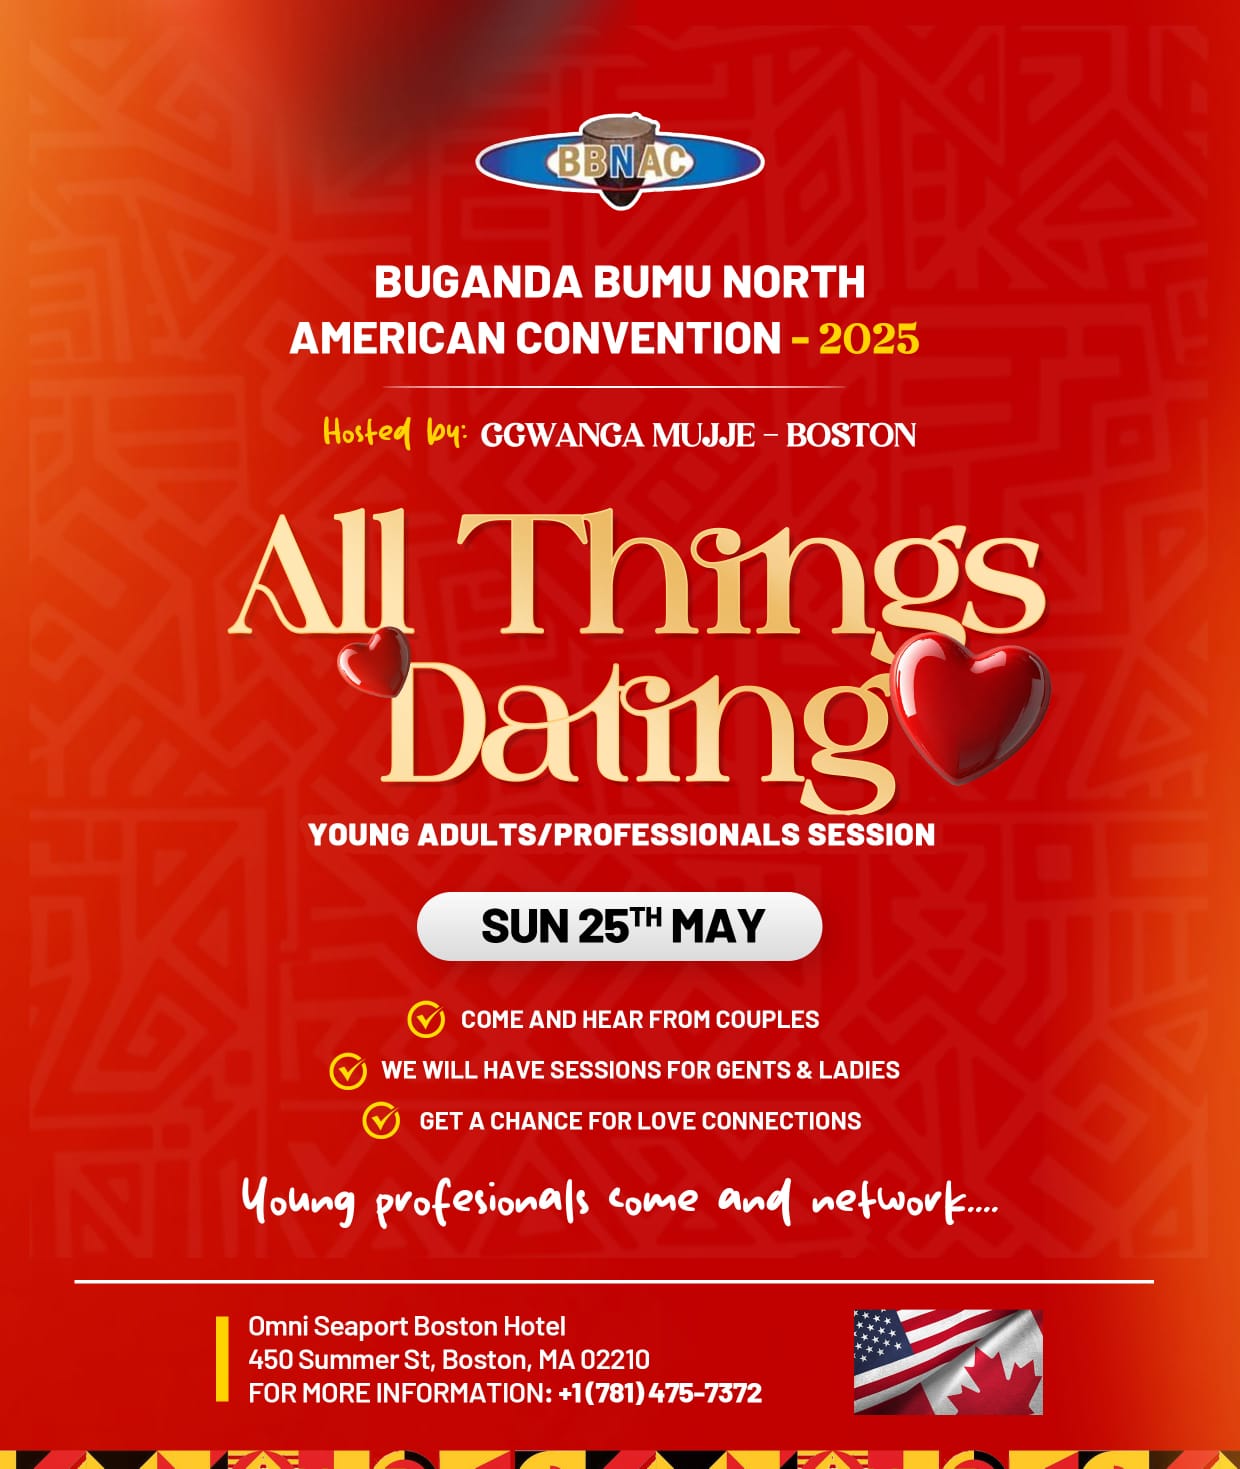 BBNAC
BUGANDA BUMU NORTH
AMERICAN CONVENTION - 2025
Hosted by: GGWANGA MUJJE – BOSTON
All Things
Dating
YOUNG ADULTS/PROFESSIONALS SESSION
SUN 25TH MAY
COME AND HEAR FROM COUPLES
WE WILL HAVE SESSIONS FOR GENTS & LADIES
GET A CHANCE FOR LOVE CONNECTIONS
Young profesionals come and network....
Omni Seaport Boston Hotel
450 Summer St, Boston, MA 02210
FOR MORE INFORMATION: +1 (781) 475-7372